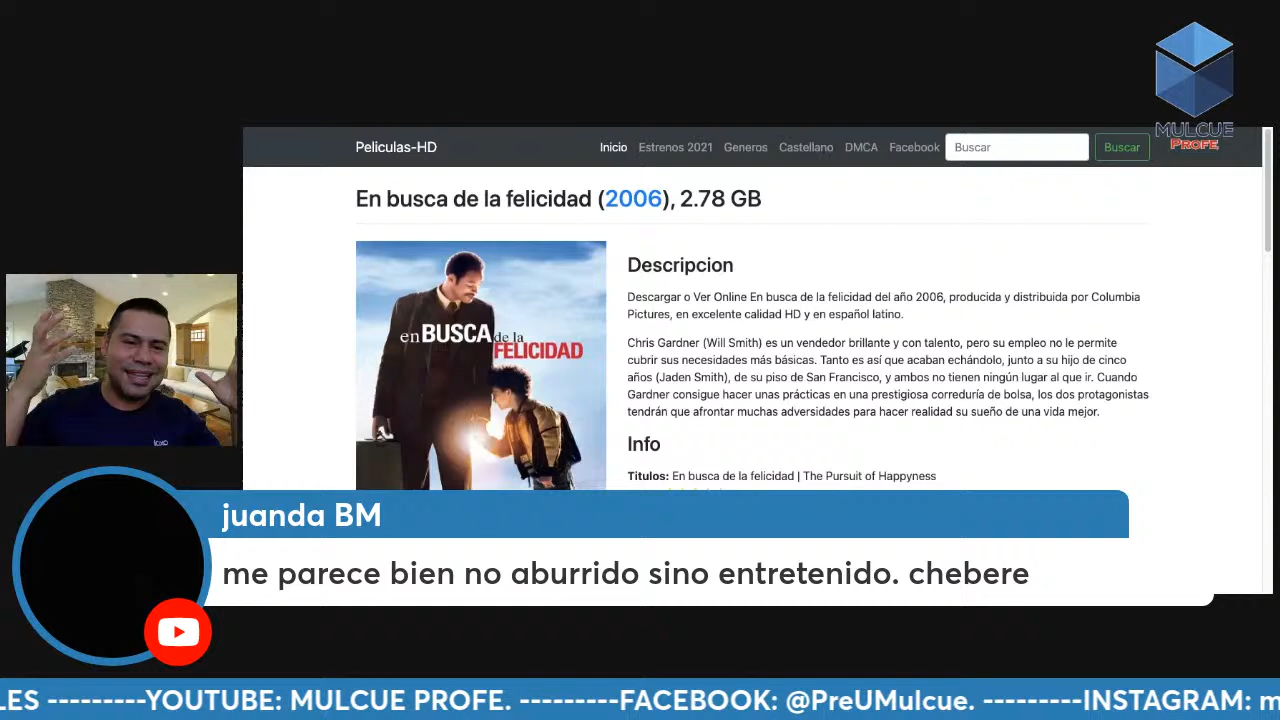 MULCUE
PROFE
Peliculas-HD
Inicio Estrenos 2021 Generos Castellano DMCA Facebook Buscar Buscar
En busca de la felicidad (2006), 2.78 GB
en BUSCA de la
FELICIDAD
Descripcion
Descargar o Ver Online En busca de la felicidad del año 2006, producida y distribuida por Columbia
Pictures, en excelente calidad HD y en español latino.
Chris Gardner (Will Smith) es un vendedor brillante y con talento, pero su empleo no le permite
cubrir sus necesidades más básicas. Tanto es así que acaban echándolo, junto a su hijo de cinco
años (Jaden Smith), de su piso de San Francisco, y ambos no tienen ningún lugar al que ir. Cuando
Gardner consigue hacer unas prácticas en una prestigiosa correduría de bolsa, los dos protagonistas
tendrán que afrontar muchas adversidades para hacer realidad su sueño de una vida mejor.
Info
Titulos: En busca de la felicidad | The Pursuit of Happyness
juanda BM
me parece bien no aburrido sino entretenido. chebere
LES ---------YOUTUBE: MULCUE PROFE. ---------FACEBOOK: @PreUMulcue. ---------INSTAGRAM: m